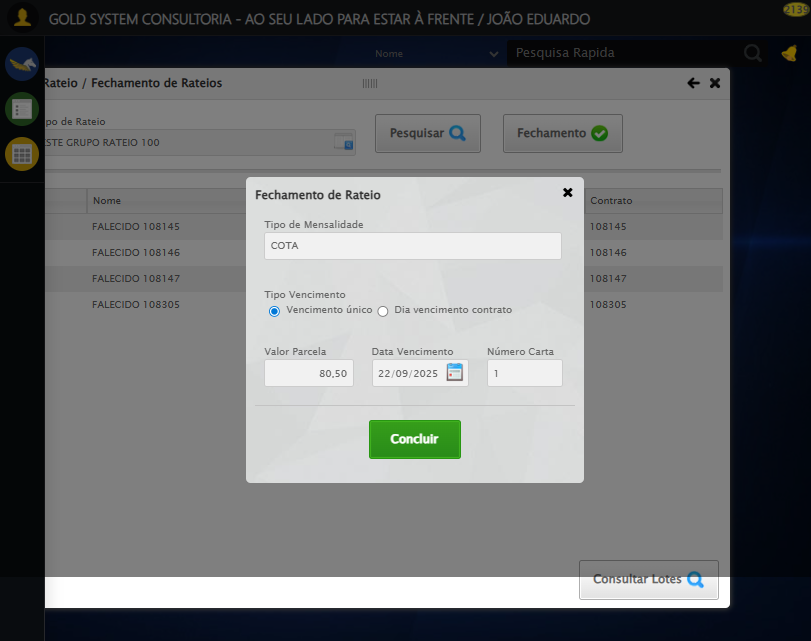 GOLD SYSTEM CONSULTORIA - AO SEU LADO PARA ESTAR À FRENTE / JOÃO EDUARDO
2139
Nome
Pesquisa Rapida
Rateio / Fechamento de Rateios
po de Rateio
STE GRUPO RATEIO 100
Pesquisar
Fechamento
Nome
Contrato
FALECIDO 108145
108145
FALECIDO 108146
108146
FALECIDO 108147
108147
FALECIDO 108305
108305
Fechamento de Rateio
Tipo de Mensalidade
COTA
Tipo Vencimento
Vencimento único
Dia vencimento contrato
Valor Parcela
Data Vencimento
Número Carta
80,50
22/09/2025
1
Concluir
Consultar Lotes